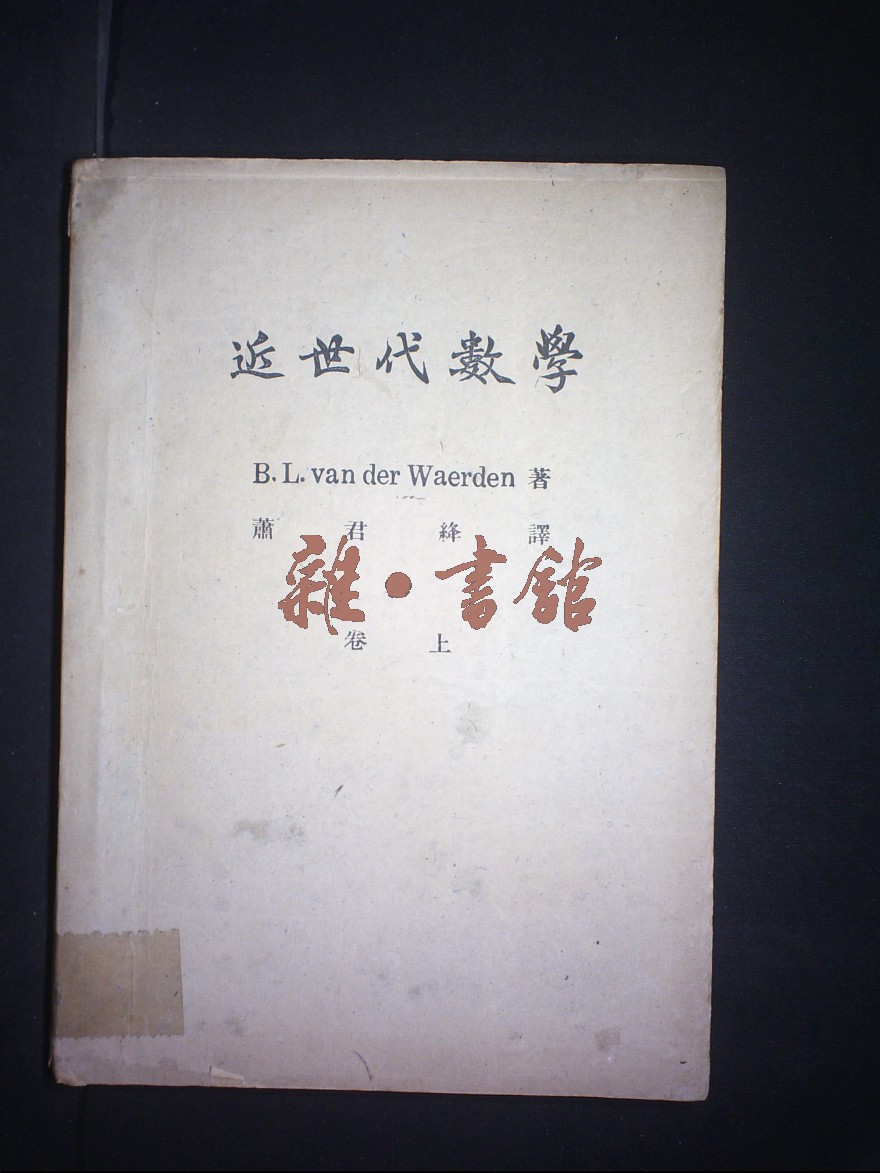 近世代數學
B. L. van der Waerden 著
蕭君絳譯
雜·書館
卷上